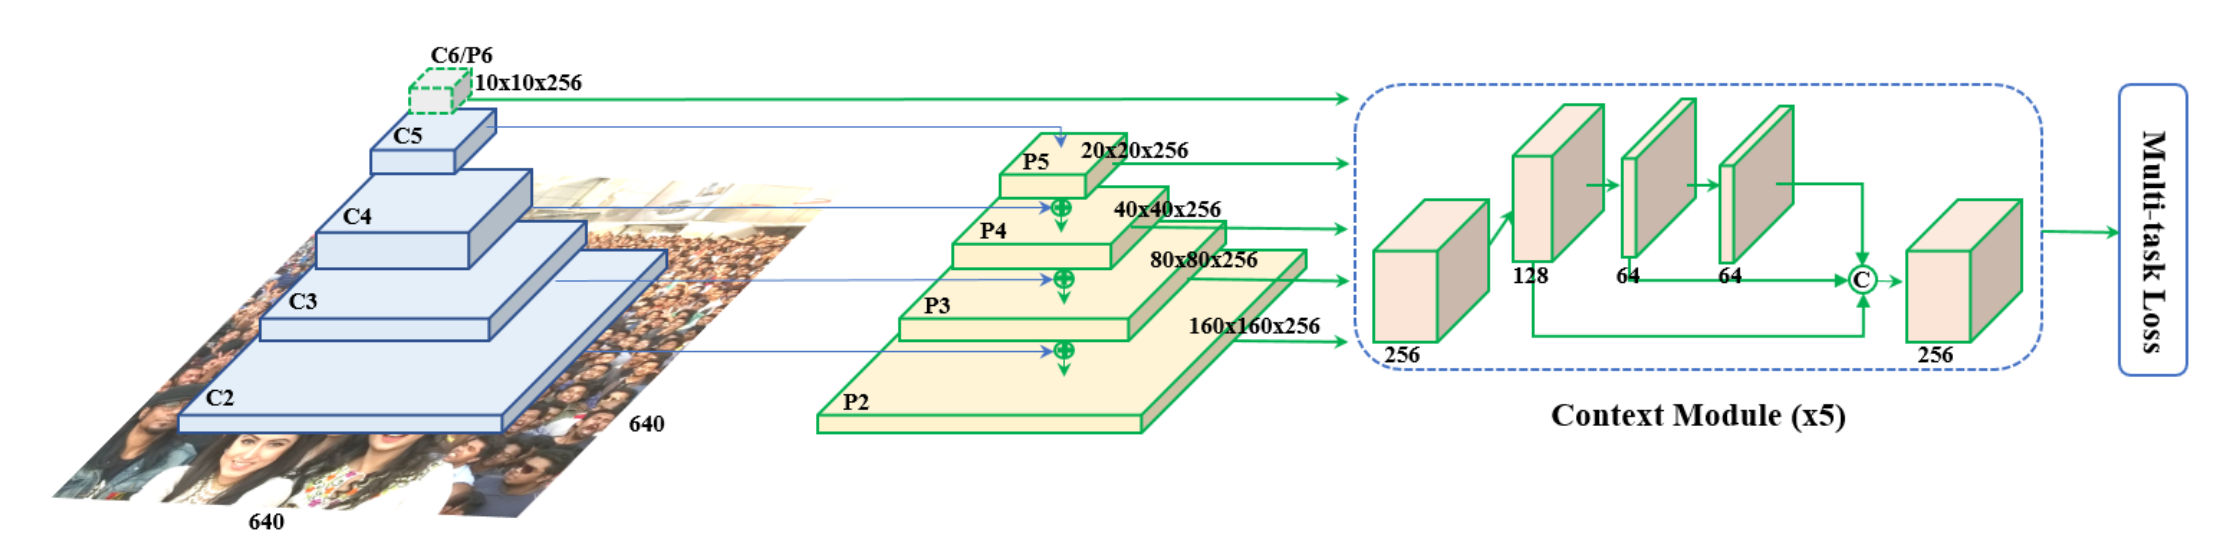 C6/P6
10x10x256
C5
C4
C3
C2
640
640
P5
20x20x256
P4
40x40x256
P3
80x80x256
P2
160x160x256
256
128
64
64
C
256
Context Module (x5)
Multi-task Loss